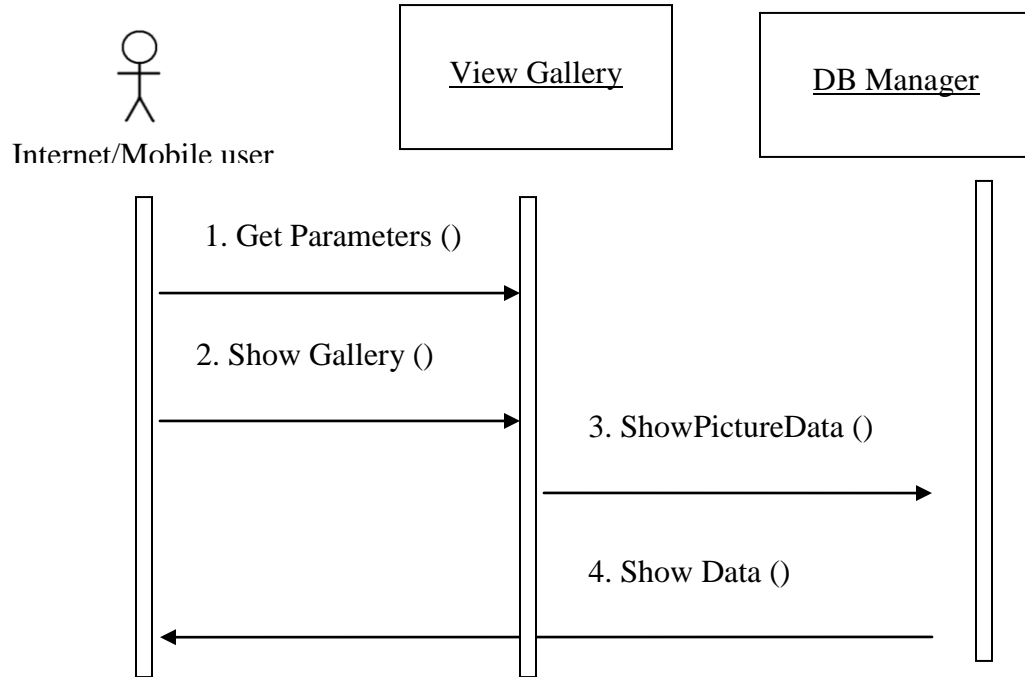 View Gallery
DB Manager
Internet/Mobile user
1. Get Parameters ()
2. Show Gallery ()
3. ShowPictureData ()
4. Show Data ()